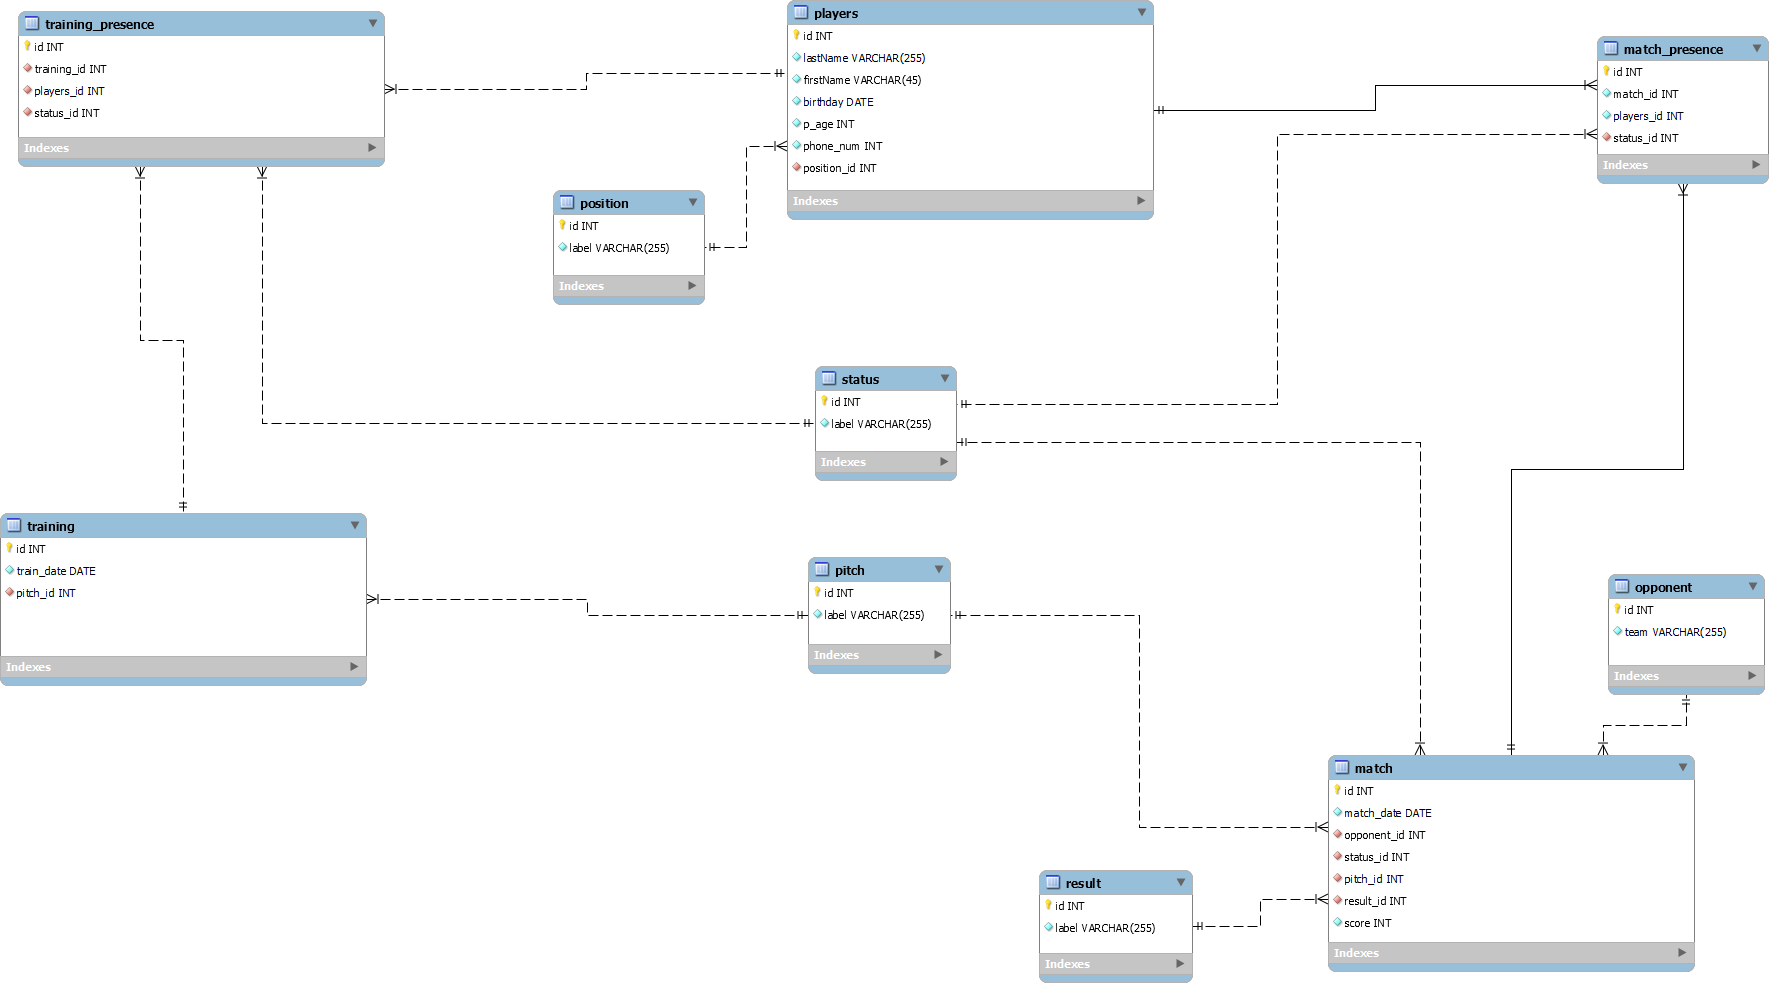 training_presence
id INT
training_id INT
players_id INT
status_id INT
Indexes
players
id INT
lastName VARCHAR(255)
firstName VARCHAR(45)
birthday DATE
p_age INT
phone_num INT
position_id INT
Indexes
match_presence
id INT
match_id INT
players_id INT
status_id INT
Indexes
position
id INT
label VARCHAR(255)
Indexes
status
id INT
label VARCHAR(255)
Indexes
training
id INT
train_date DATE
pitch_id INT
Indexes
pitch
id INT
label VARCHAR(255)
Indexes
opponent
id INT
team VARCHAR(255)
Indexes
match
id INT
match_date DATE
opponent_id INT
status_id INT
pitch_id INT
result_id INT
score INT
Indexes
result
id INT
label VARCHAR(255)
Indexes